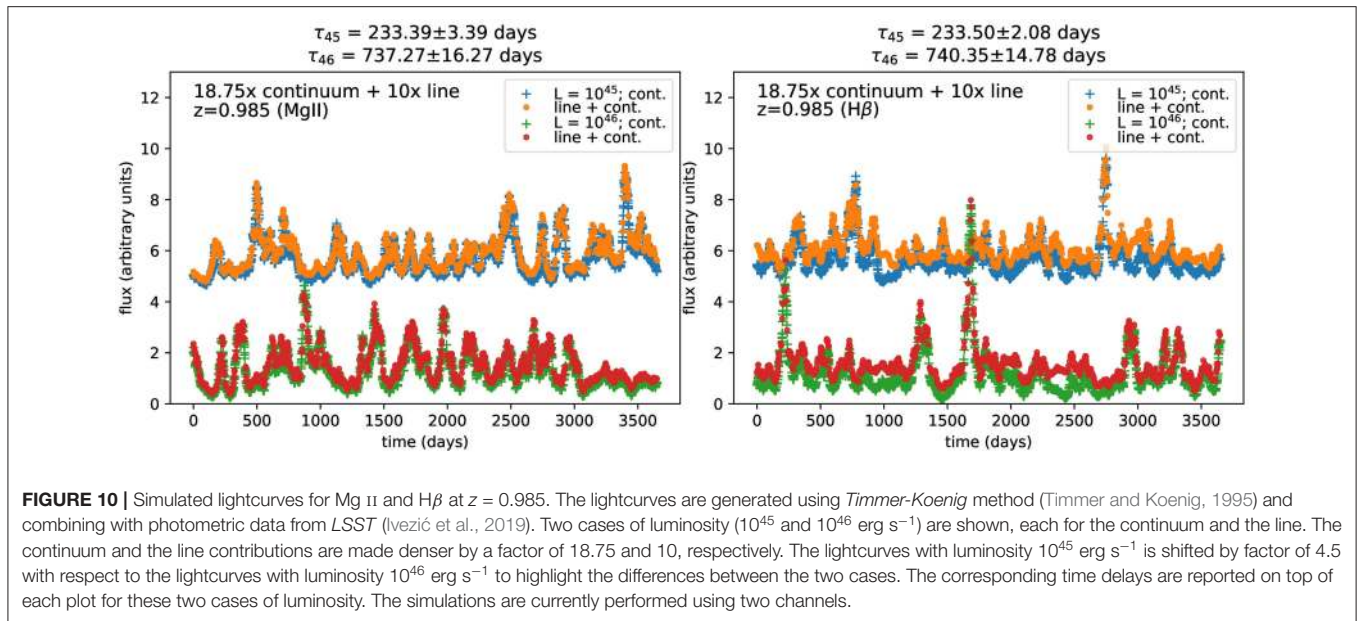 τ45 = 233.39±3.39 days
τ46 = 737.27±16.27 days
18.75x continuum + 10x line
z=0.985 (MgII)
L = 10^45; cont.
line + cont.
L = 10^46; cont.
line + cont.
flux (arbitrary units)
12
10
8
6
4
2
0
0 500 1000 1500 2000 2500 3000 3500
time (days)
τ45 = 233.50±2.08 days
τ46 = 740.35±14.78 days
18.75x continuum + 10x line
z=0.985 (Hβ)
L = 10^45; cont.
line + cont.
L = 10^46; cont.
line + cont.
flux (arbitrary units)
12
10
8
6
4
2
0
0 500 1000 1500 2000 2500 3000 3500
time (days)
FIGURE 10 | Simulated lightcurves for Mg II and Hβ at z = 0.985. The lightcurves are generated using Timmer-Koenig method (Timmer and Koenig, 1995) and
combining with photometric data from LSST (Ivezić et al., 2019). Two cases of luminosity (10^45 and 10^46 erg s^−1) are shown, each for the continuum and the line. The
continuum and the line contributions are made denser by a factor of 18.75 and 10, respectively. The lightcurves with luminosity 10^45 erg s^−1 is shifted by factor of 4.5
with respect to the lightcurves with luminosity 10^46 erg s^−1 to highlight the differences between the two cases. The corresponding time delays are reported on top of
each plot for these two cases of luminosity. The simulations are currently performed using two channels.